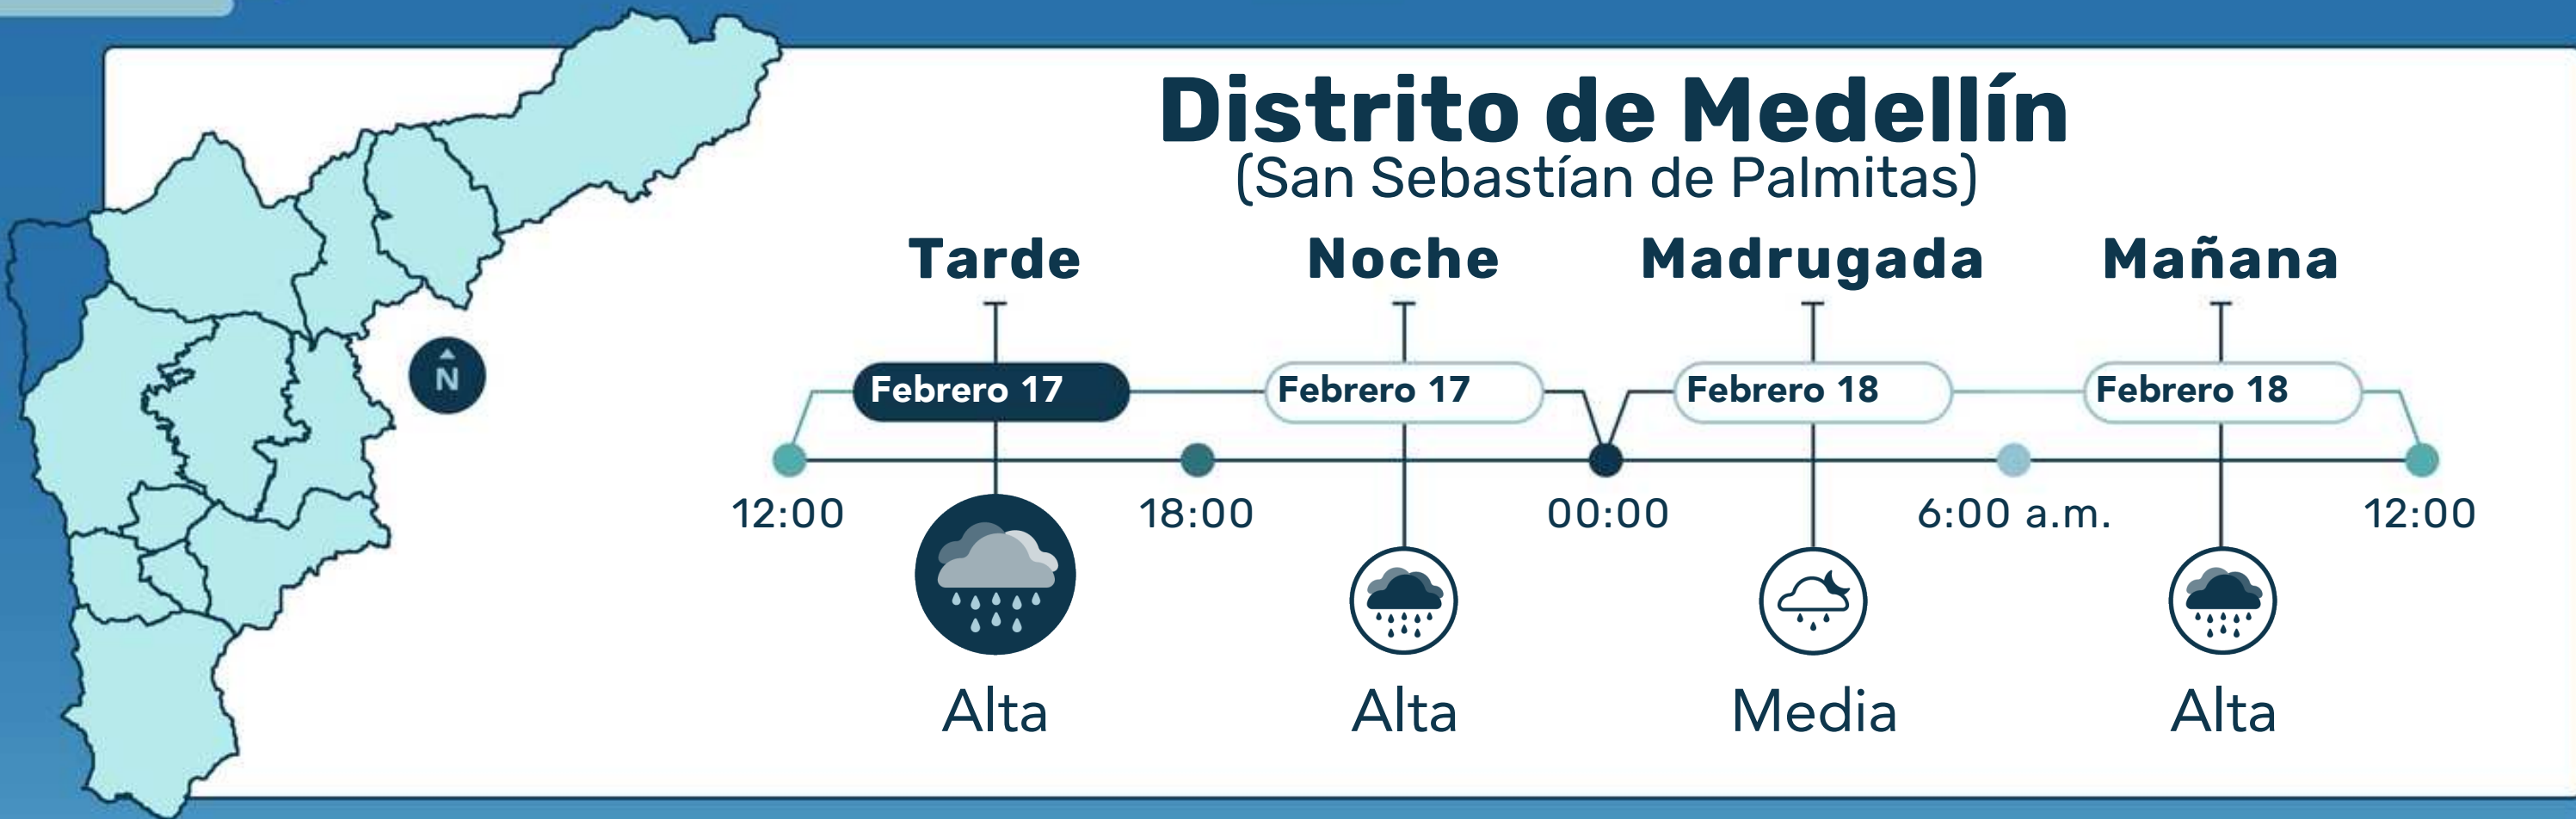 Distrito de Medellín
(San Sebastían de Palmitas)
Tarde Noche Madrugada Mañana
N
Febrero 17 Febrero 17 Febrero 18 Febrero 18
12:00 18:00 00:00 6:00 a.m. 12:00
Alta Alta Media Alta